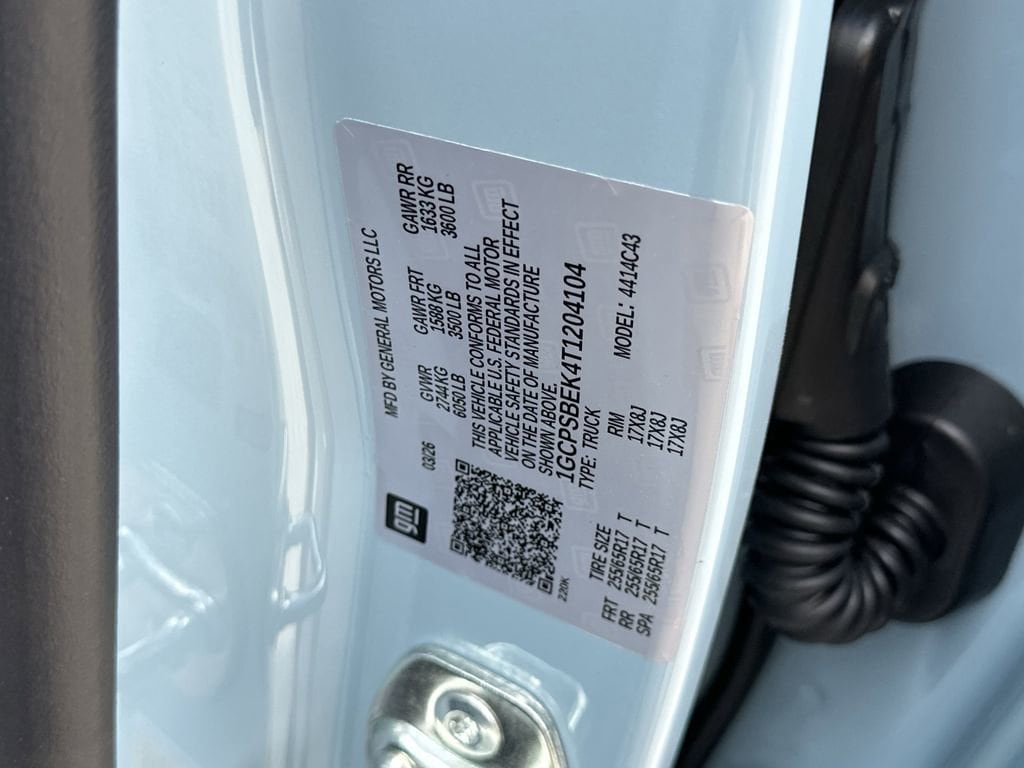 gm
MFD BY GENERAL MOTORS LLC
03/26
GVWR GAWR FRT GAWR RR
2744KG 1588KG 1633 KG
6050LB 3500 LB 3600 LB
THIS VEHICLE CONFORMS TO ALL
APPLICABLE U.S. FEDERAL MOTOR
VEHICLE SAFETY STANDARDS IN EFFECT
ON THE DATE OF MANUFACTURE
SHOWN ABOVE.
1GCPSBEK4T1204104
TYPE: TRUCK
MODEL: 4414C43
220IK
TIRE SIZE RIM
FRT 255/65R17 T 17X8J
RR 255/65R17 T 17X8J
SPA 255/65R17 T 17X8J